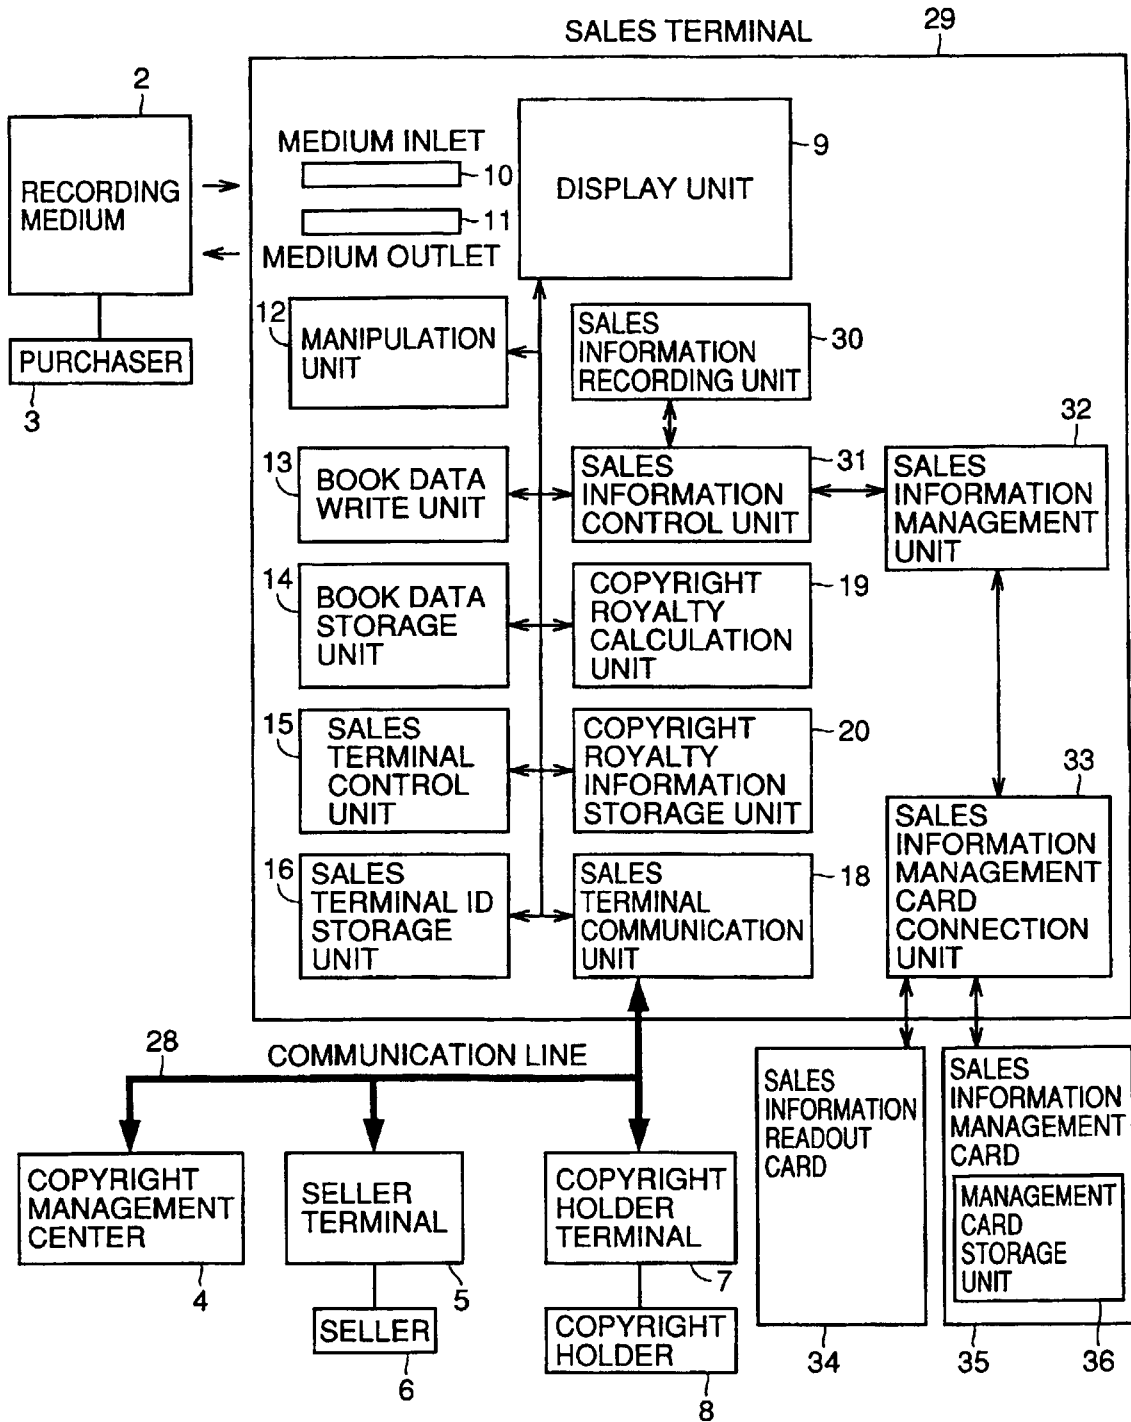 SALES TERMINAL
29
2
RECORDING
MEDIUM
PURCHASER
3
MEDIUM INLET
10
11
MEDIUM OUTLET
9
DISPLAY UNIT
12
MANIPULATION
UNIT
SALES
INFORMATION
RECORDING UNIT
30
13
BOOK DATA
WRITE UNIT
SALES
INFORMATION
CONTROL UNIT
31
32
SALES
INFORMATION
MANAGEMENT
UNIT
14
BOOK DATA
STORAGE
UNIT
COPYRIGHT
ROYALTY
CALCULATION
UNIT
19
15
SALES
TERMINAL
CONTROL
UNIT
COPYRIGHT
ROYALTY
INFORMATION
STORAGE UNIT
20
33
SALES
INFORMATION
MANAGEMENT
CARD
CONNECTION
UNIT
16
SALES
TERMINAL ID
STORAGE
UNIT
SALES
TERMINAL
COMMUNICATION
UNIT
18
28
COMMUNICATION LINE
COPYRIGHT
MANAGEMENT
CENTER
4
SELLER
TERMINAL
5
SELLER
6
COPYRIGHT
HOLDER
TERMINAL
7
COPYRIGHT
HOLDER
8
SALES
INFORMATION
READOUT
CARD
34
SALES
INFORMATION
MANAGEMENT
CARD
MANAGEMENT
CARD
STORAGE
UNIT
35
36